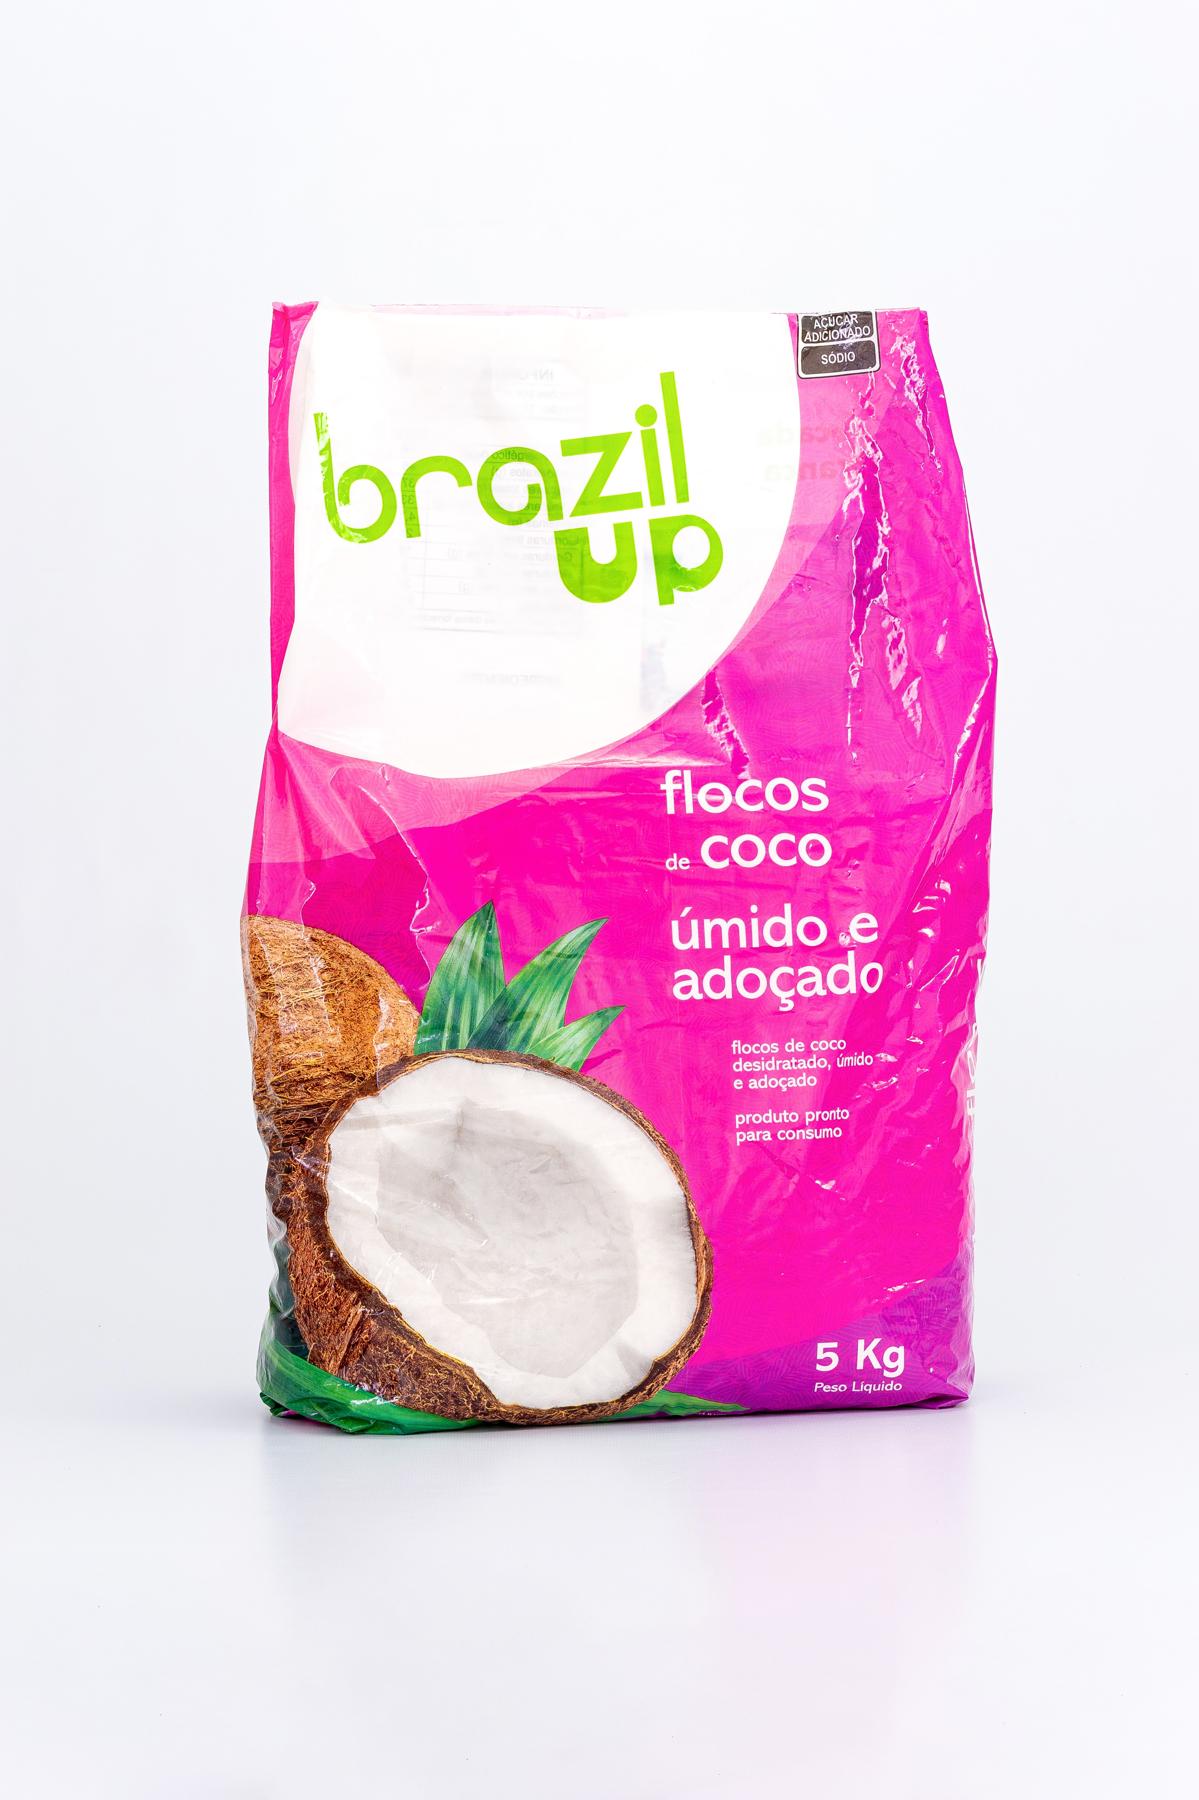 AÇÚCAR
ADICIONADO
SÓDIO
brazil
up
flocos
de coco
úmido e
adoçado
flocos de coco
desidratado, úmido
e adoçado
produto pronto
para consumo
5 Kg
Peso Líquido